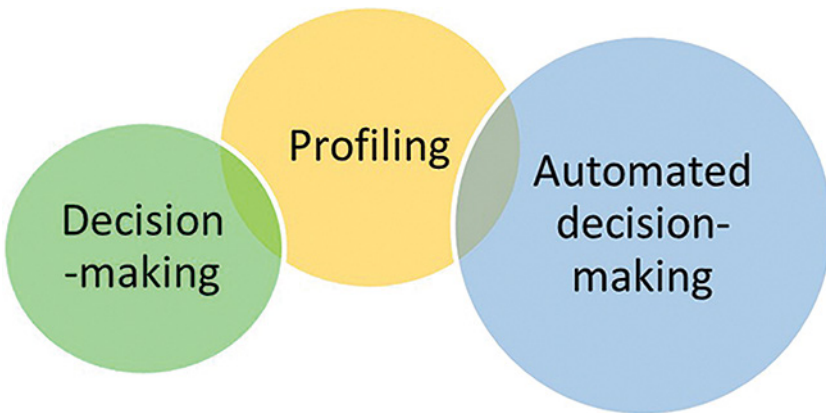 Decision
-making
Profiling
Automated
decision-
making